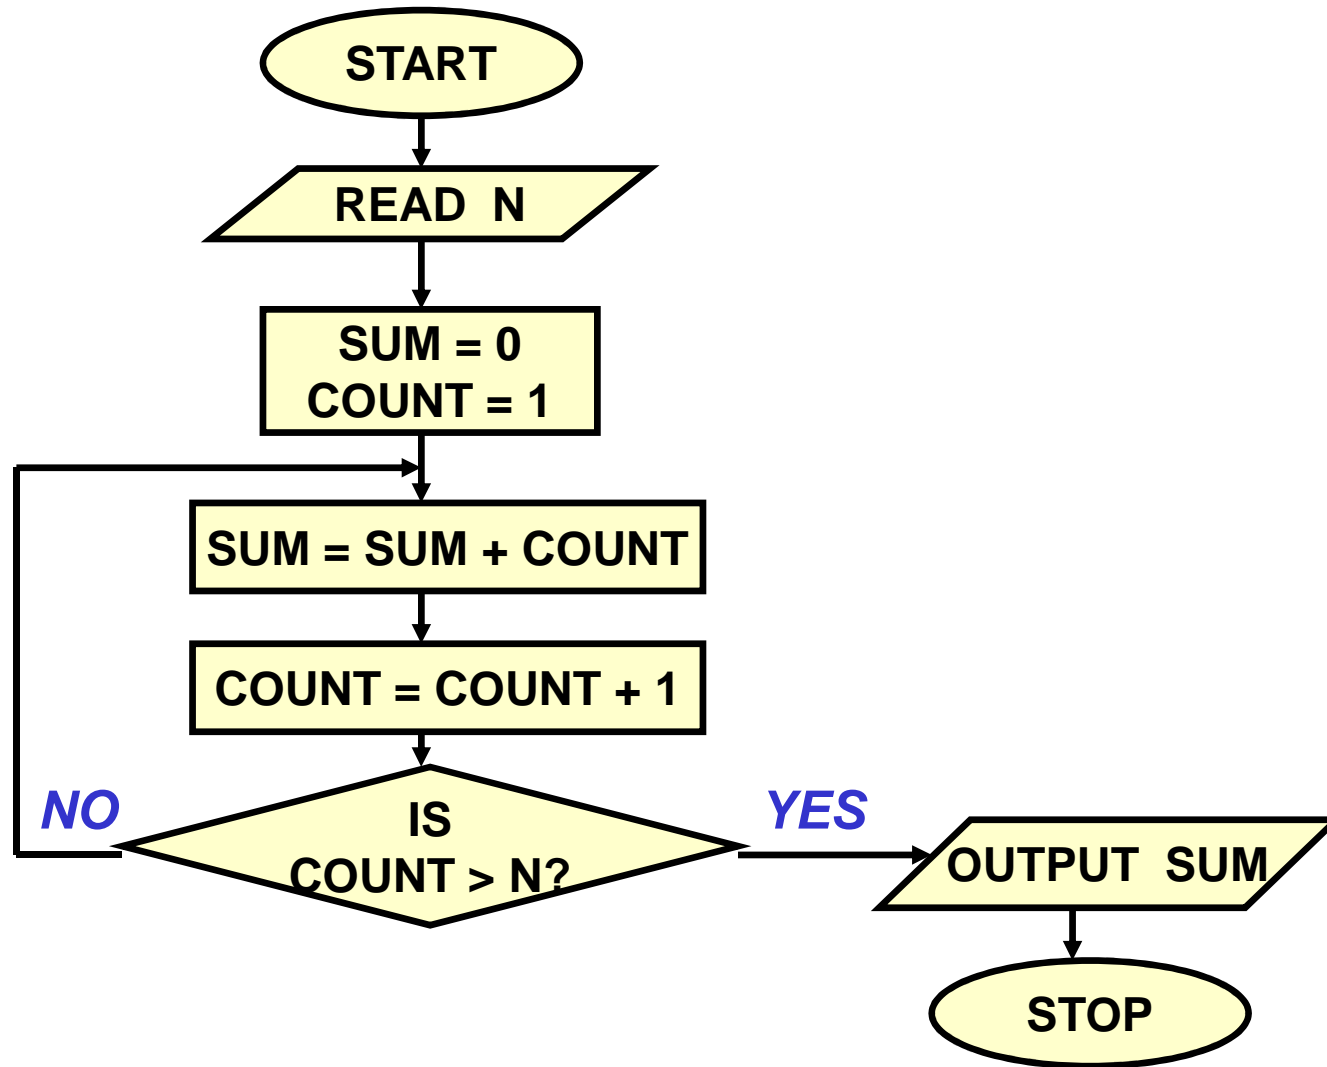 START
READ N
SUM = 0
COUNT = 1
SUM = SUM + COUNT
COUNT = COUNT + 1
IS
COUNT > N?
NO
YES
OUTPUT SUM
STOP